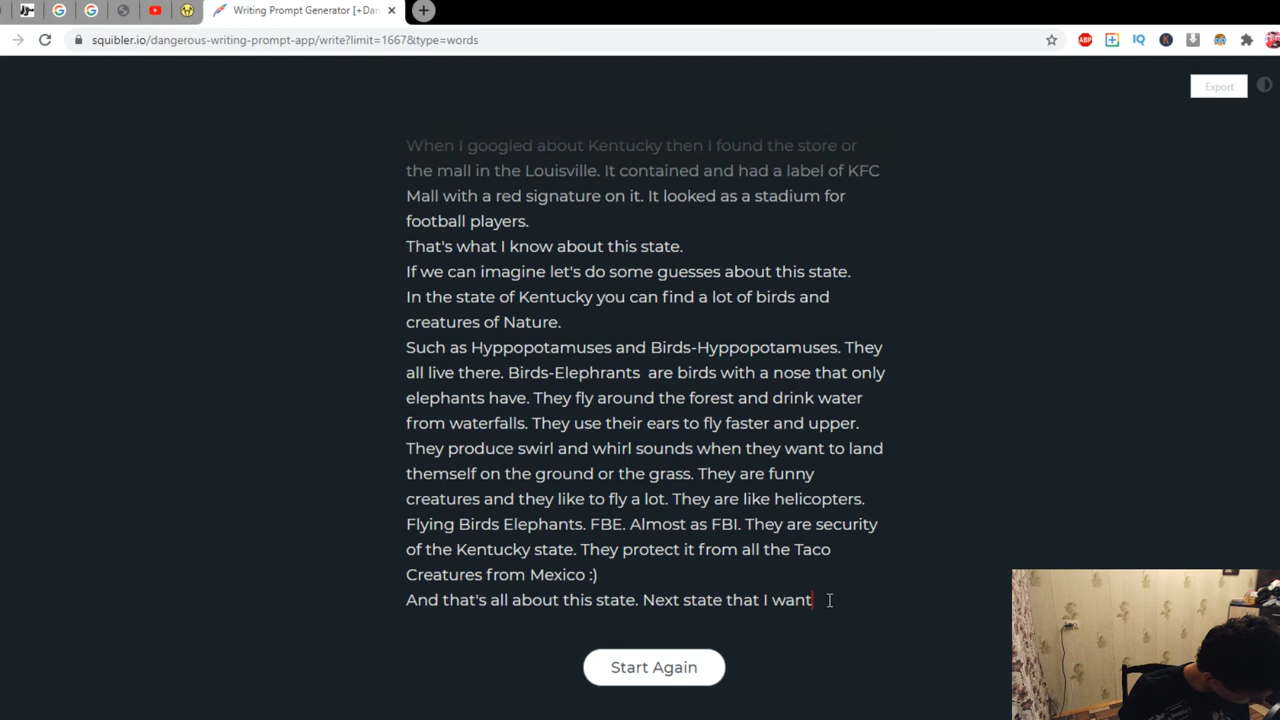 Writing Prompt Generator [+Dan
squibler.io/dangerous-writing-prompt-app/write?limit=1667&type=words
ABP
IQ
K
Export
When I googled about Kentucky then I found the store or
the mall in the Louisville. It contained and had a label of KFC
Mall with a red signature on it. It looked as a stadium for
football players.
That's what I know about this state.
If we can imagine let's do some guesses about this state.
In the state of Kentucky you can find a lot of birds and
creatures of Nature.
Such as Hyppopotamuses and Birds-Hyppopotamuses. They
all live there. Birds-Elephrants are birds with a nose that only
elephants have. They fly around the forest and drink water
from waterfalls. They use their ears to fly faster and upper.
They produce swirl and whirl sounds when they want to land
themself on the ground or the grass. They are funny
creatures and they like to fly a lot. They are like helicopters.
Flying Birds Elephants. FBE. Almost as FBI. They are security
of the Kentucky state. They protect it from all the Taco
Creatures from Mexico :)
And that's all about this state. Next state that I want
Start Again